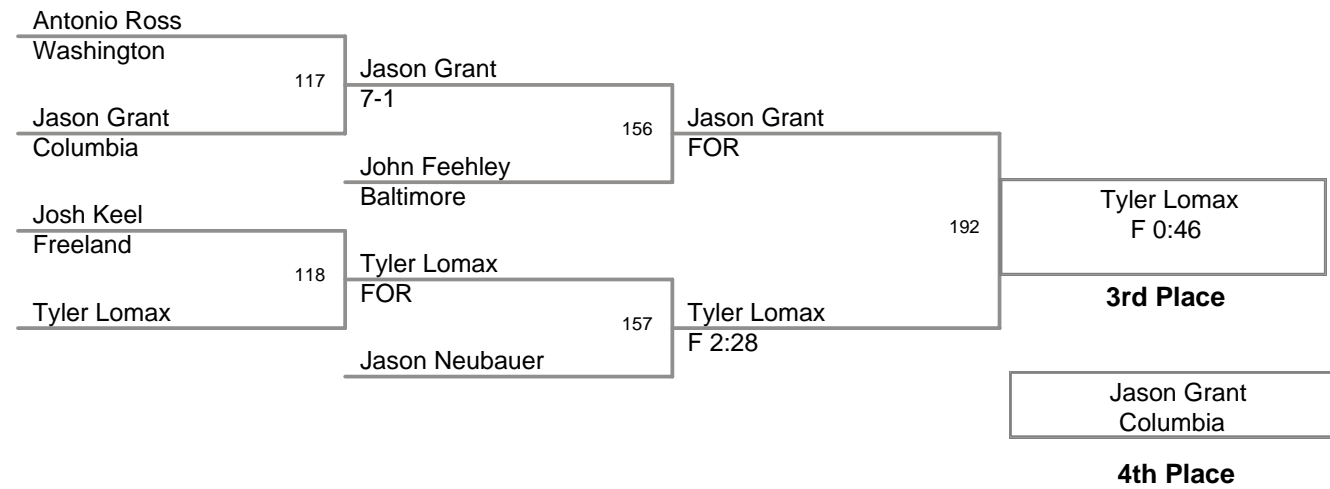 Antonio Ross
Washington
117
Jason Grant
Columbia
Jason Grant
7-1
156
John Feehley
Baltimore
Josh Keel
Freeland
118
Tyler Lomax
Tyler Lomax
FOR
157
Jason Neubauer
Jason Grant
FOR
192
Tyler Lomax
F 2:28
Tyler Lomax
F 0:46
3rd Place
Jason Grant
Columbia
4th Place